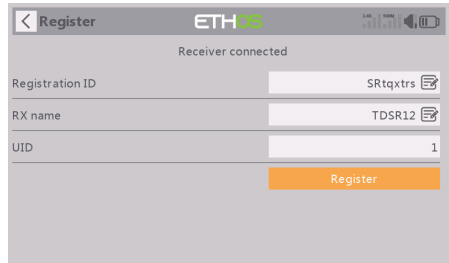 Register
ETHOS
Receiver connected
Registration ID
SRtqxtrs
RX name
TDSR12
UID
1
Register